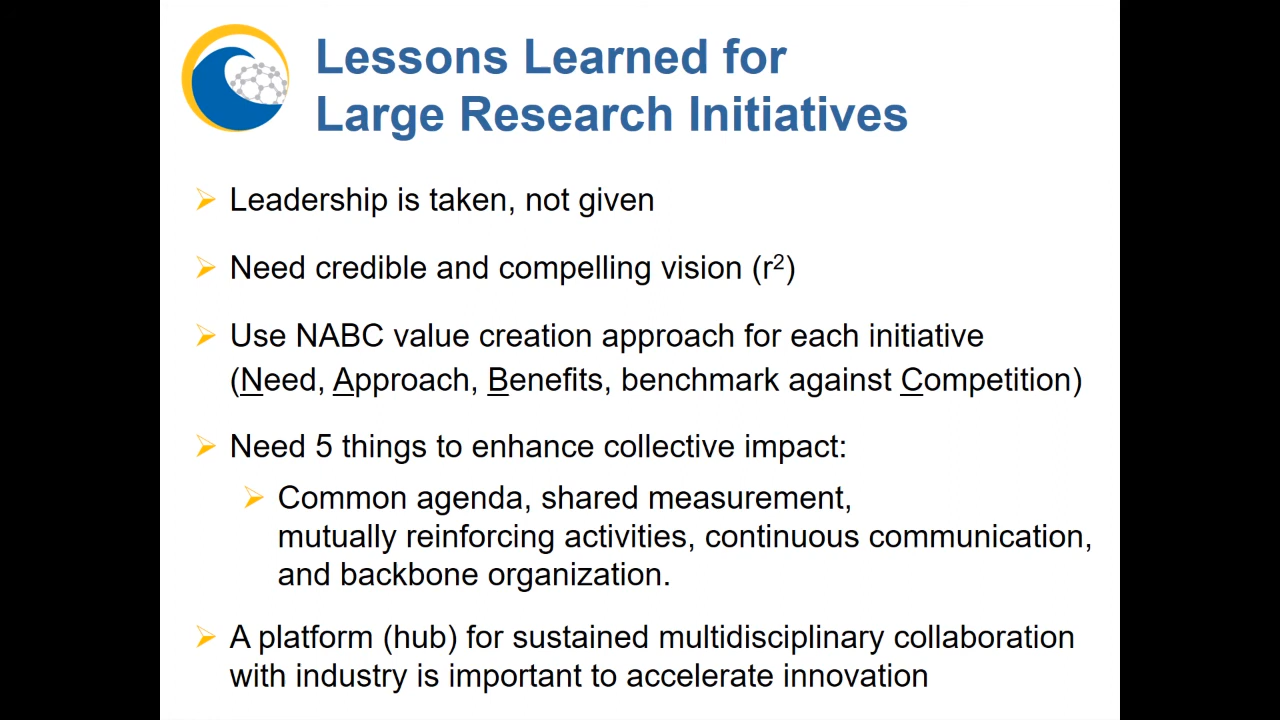 Lessons Learned for
Large Research Initiatives
Leadership is taken, not given
Need credible and compelling vision (r²)
Use NABC value creation approach for each initiative
(Need, Approach, Benefits, benchmark against Competition)
Need 5 things to enhance collective impact:
Common agenda, shared measurement,
mutually reinforcing activities, continuous communication,
and backbone organization.
A platform (hub) for sustained multidisciplinary collaboration
with industry is important to accelerate innovation